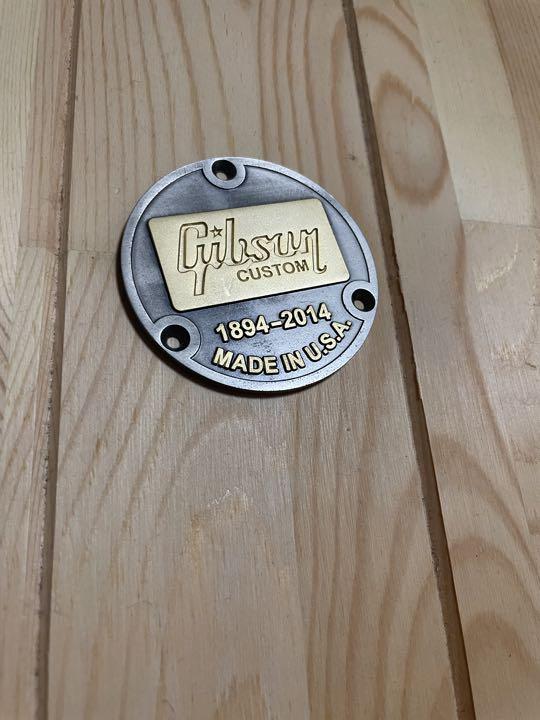 Gibson
CUSTOM
1894-2014
MADE IN U.S.A.